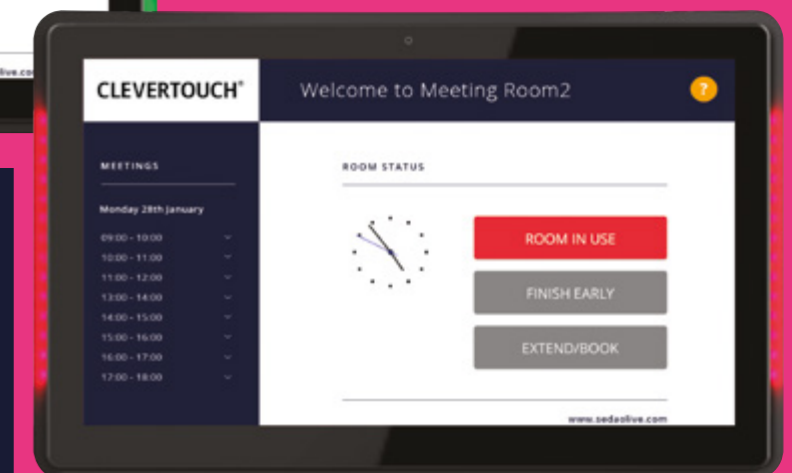 live.com
CLEVERTOUCH®
Welcome to Meeting Room2
?
MEETINGS
Monday 28th January
09:00 - 10:00
10:00 - 11:00
11:00 - 12:00
13:00 - 14:00
14:00 - 15:00
15:00 - 16:00
16:00 - 17:00
17:00 - 18:00
ROOM STATUS
ROOM IN USE
FINISH EARLY
EXTEND/BOOK
www.sedaolive.com